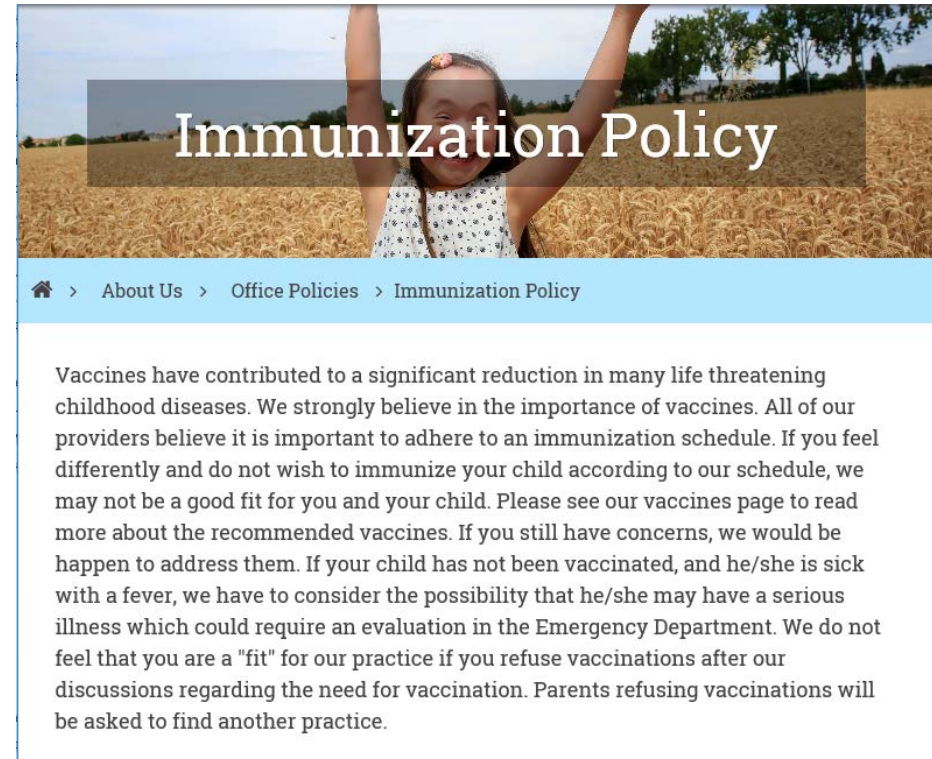 Immunization Policy
> About Us > Office Policies > Immunization Policy
Vaccines have contributed to a significant reduction in many life threatening
childhood diseases. We strongly believe in the importance of vaccines. All of our
providers believe it is important to adhere to an immunization schedule. If you feel
differently and do not wish to immunize your child according to our schedule, we
may not be a good fit for you and your child. Please see our vaccines page to read
more about the recommended vaccines. If you still have concerns, we would be
happen to address them. If your child has not been vaccinated, and he/she is sick
with a fever, we have to consider the possibility that he/she may have a serious
illness which could require an evaluation in the Emergency Department. We do not
feel that you are a "fit" for our practice if you refuse vaccinations after our
discussions regarding the need for vaccination. Parents refusing vaccinations will
be asked to find another practice.